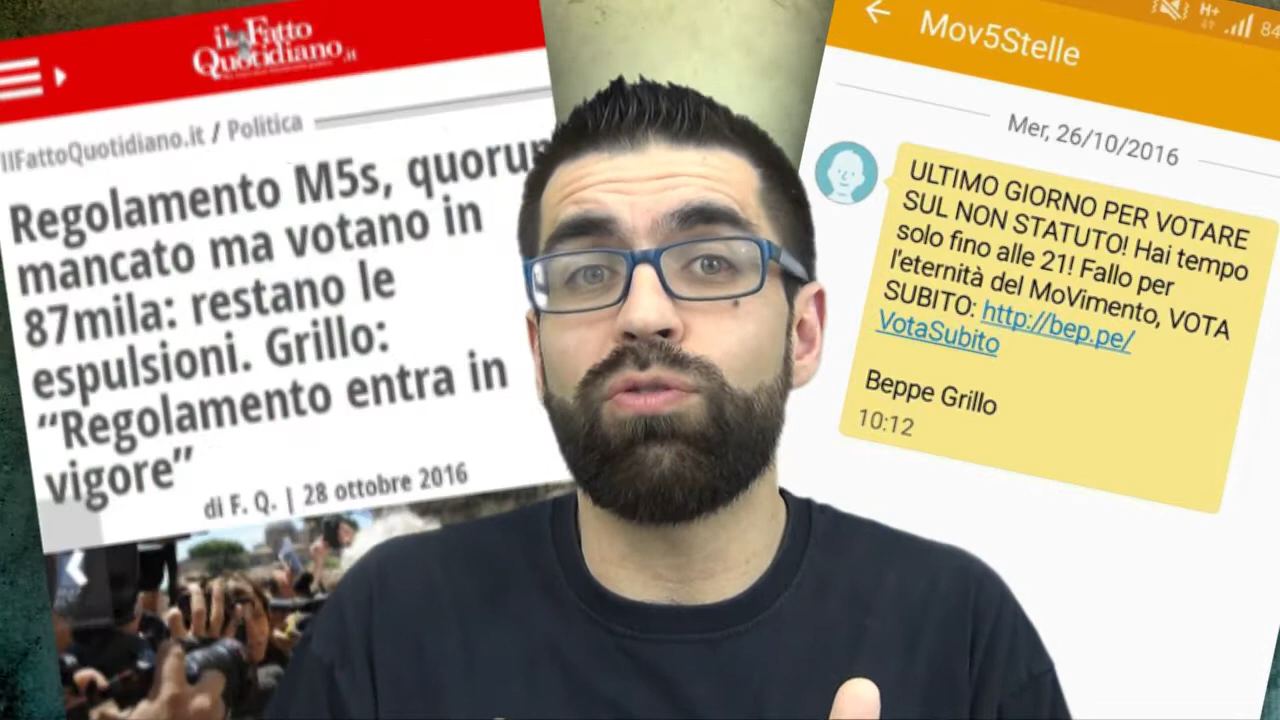 il Fatto
Quotidiano.it
IlFattoQuotidiano.it / Politica
Regolamento M5s, quorum
mancato ma votano in
87mila: restano le
espulsioni. Grillo:
“Regolamento entra in
vigore”
di F. Q. | 28 ottobre 2016
H+
84
Mov5Stelle
Mer, 26/10/2016
ULTIMO GIORNO PER VOTARE
SUL NON STATUTO! Hai tempo
solo fino alle 21! Fallo per
l'eternità del MoVimento, VOTA
SUBITO: http://bep.pe/
VotaSubito
Beppe Grillo
10:12